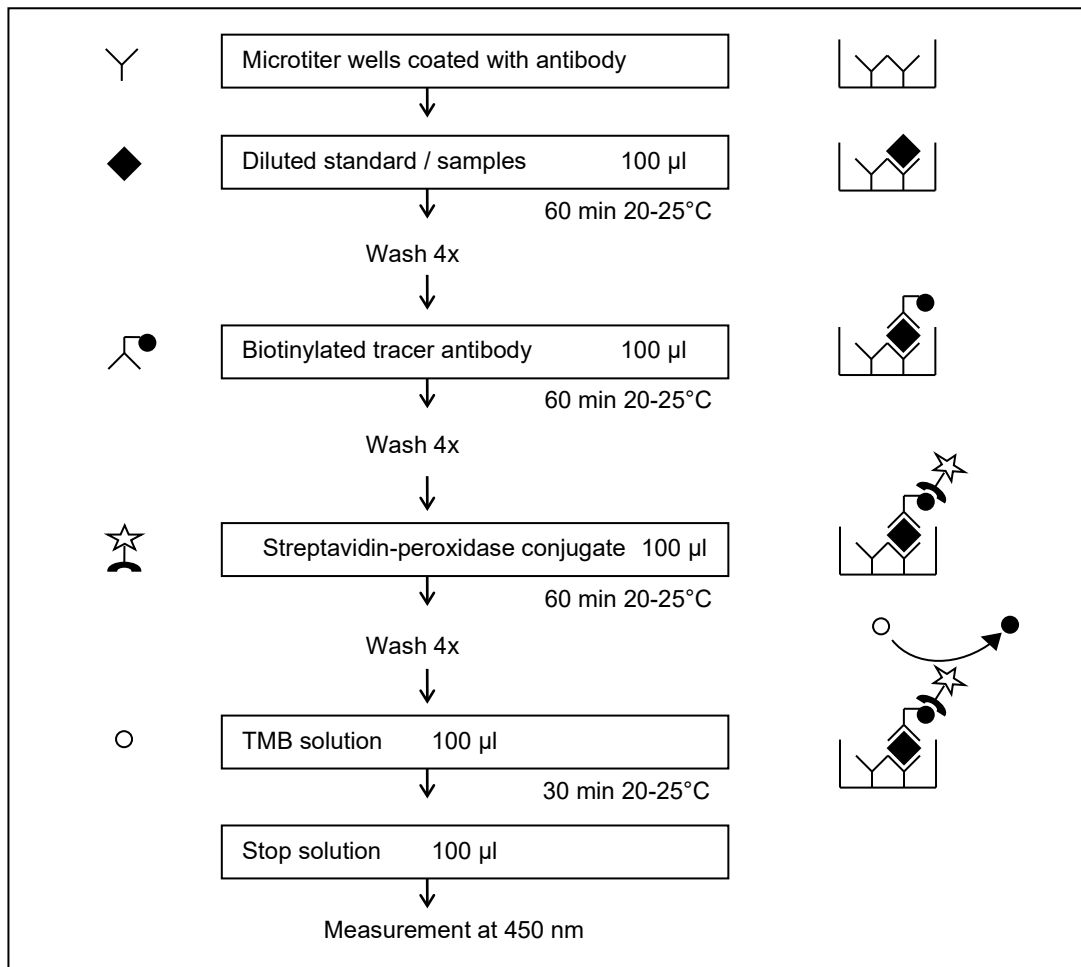 Microtiter wells coated with antibody
Diluted standard / samples 100 µl
60 min 20-25°C
Wash 4x
Biotinylated tracer antibody 100 µl
60 min 20-25°C
Wash 4x
Streptavidin-peroxidase conjugate 100 µl
60 min 20-25°C
Wash 4x
TMB solution 100 µl
30 min 20-25°C
Stop solution 100 µl
Measurement at 450 nm